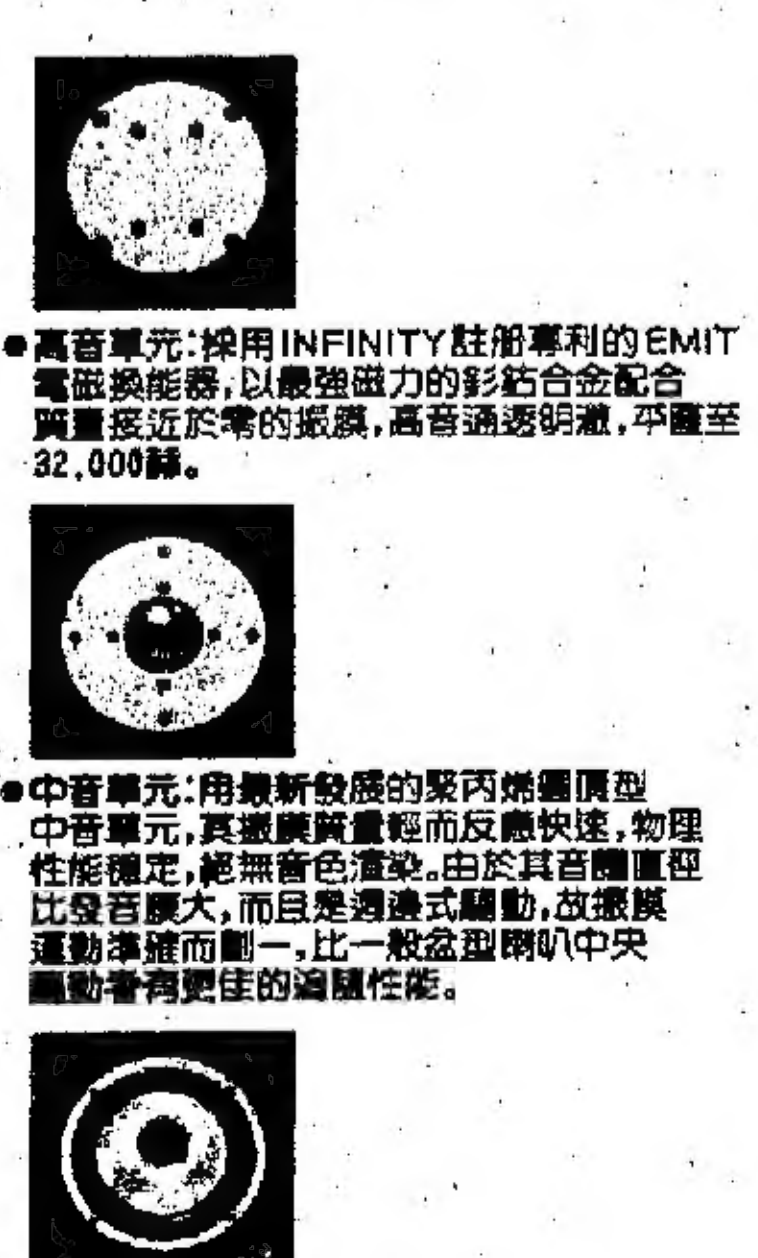 ●高音單元:採用INFINITY註册專利的EMIT
電磁換能器,以最強磁力的釤鈷合金配合
質量接近於零的振膜,高音通透明澈,平至
32,000
●中音單元:用最新發展的聚丙烯圓頂型
中音單元,其振膜質量輕而反應快速,物理
性能穩定,絕無音色渲染。由於其音圈直徑
比發音膜大,而且是週邊式驅動,故振膜
運動準確而劃一,比一般盆型喇叭中央
驅動者有更佳的追隨性能。